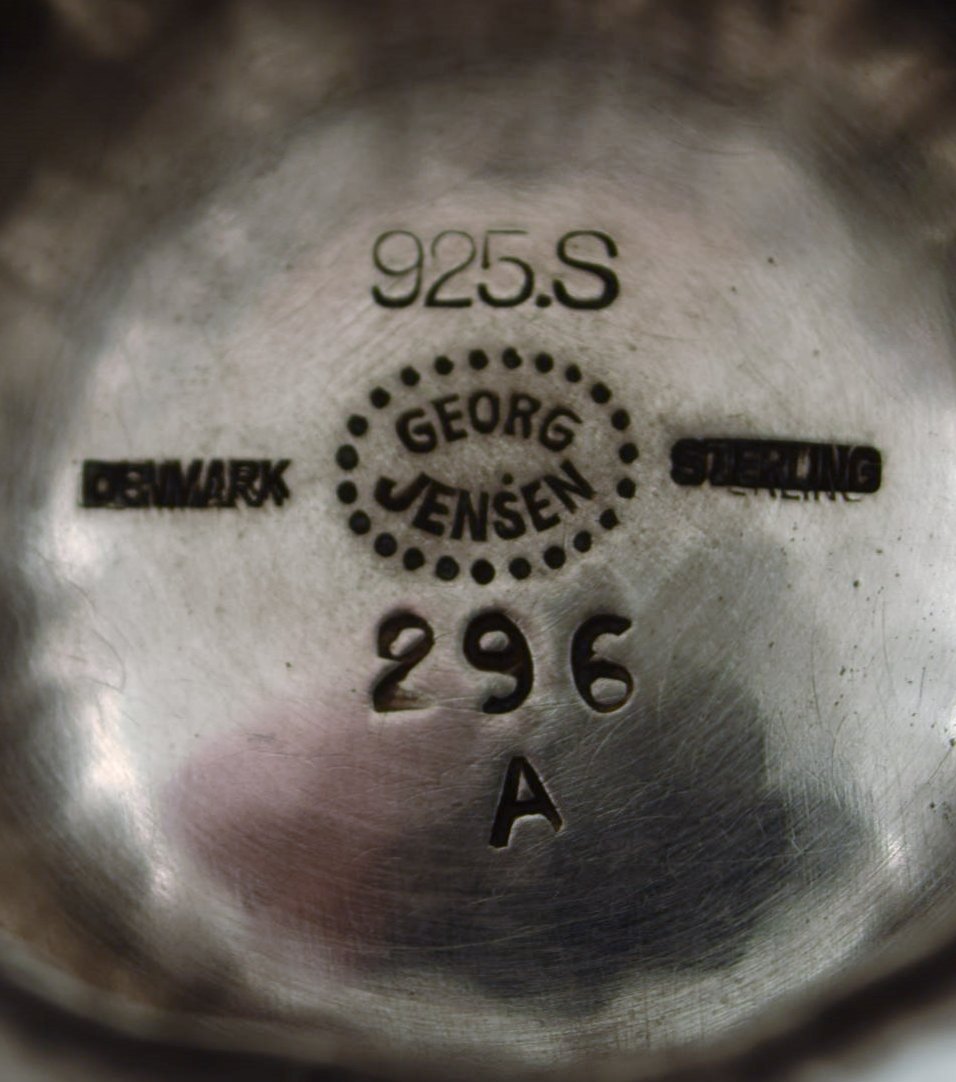 925.S
GEORG
JENSEN
DENMARK
STERLING
296
A